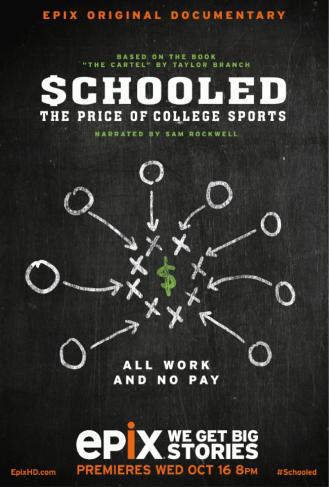 EPIX ORIGINAL DOCUMENTARY
BASED ON THE BOOK
"THE CARTEL" BY TAYLOR BRANCH
$CHOOLED
THE PRICE OF COLLEGE SPORTS
NARRATED BY SAM ROCKWELL
$
ALL WORK
AND NO PAY
epix WE GET BIG
STORIES
EpixHD.com PREMIERES WED OCT 16 8PM #Schooled